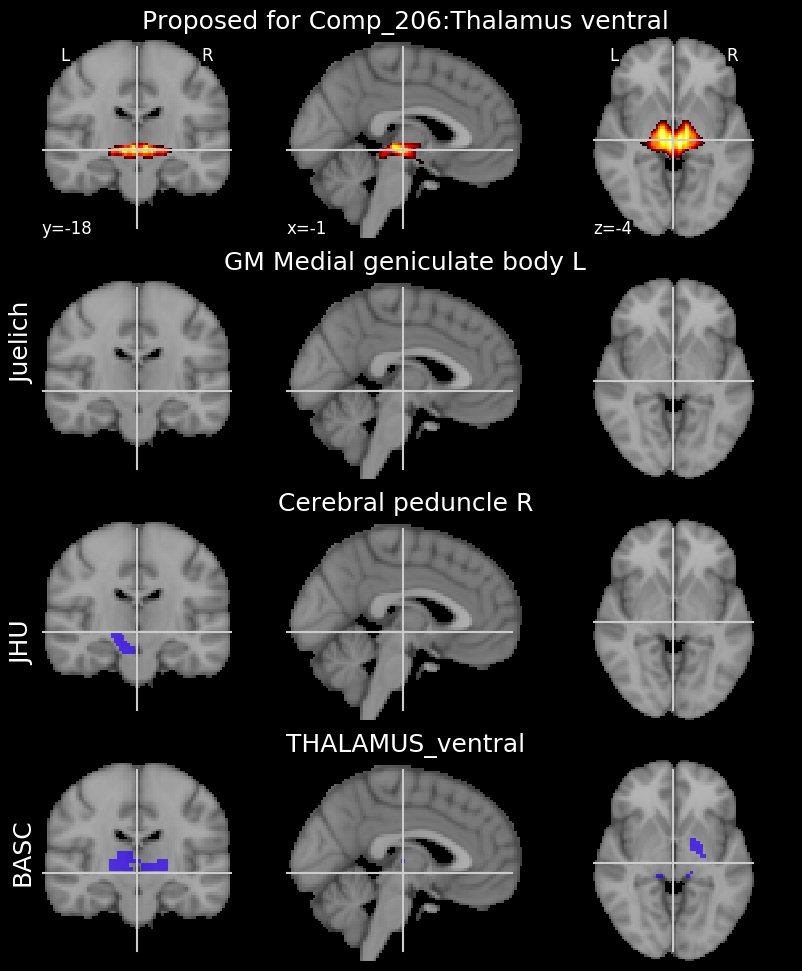 Proposed for Comp_206:Thalamus ventral
L R L R
y=-18 x=-1 z=-4
GM Medial geniculate body L
Juelich
Cerebral peduncle R
JHU
THALAMUS_ventral
BASC